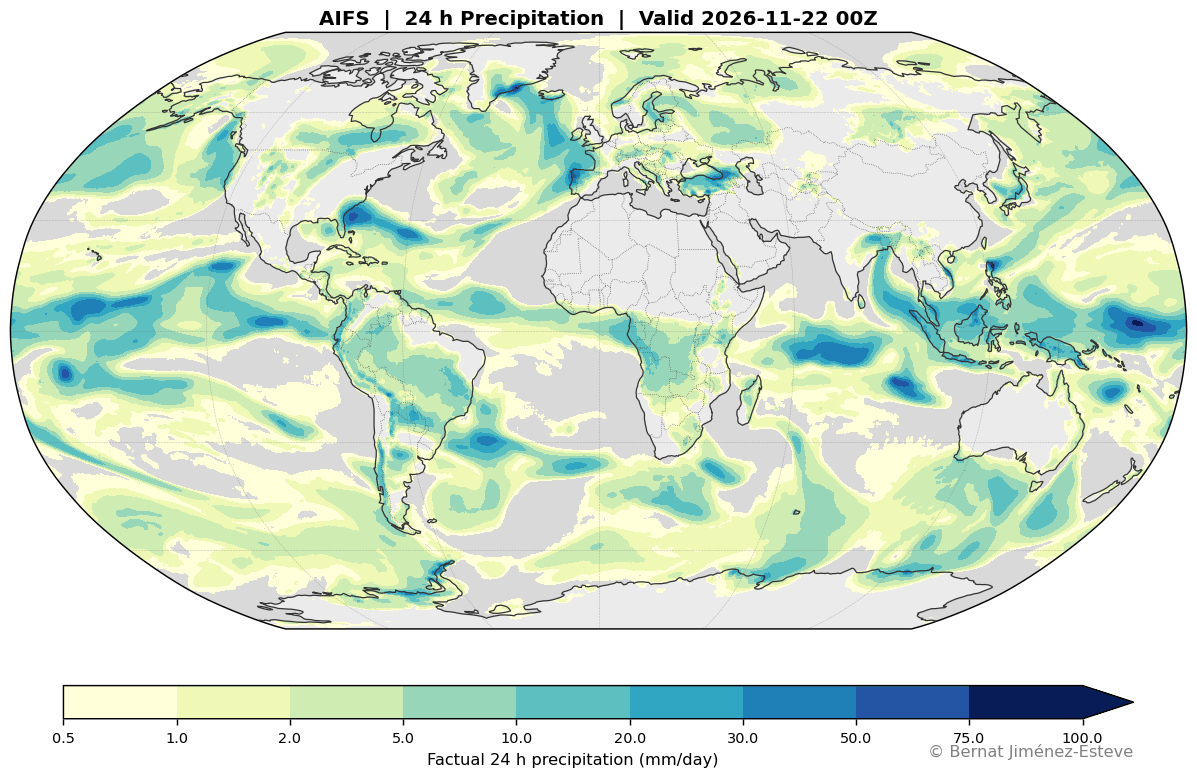 AIFS  |  24 h Precipitation  |  Valid 2026-11-22 00Z
0.5 1.0 2.0 5.0 10.0 20.0 30.0 50.0 75.0 100.0
Factual 24 h precipitation (mm/day)
© Bernat Jiménez-Esteve